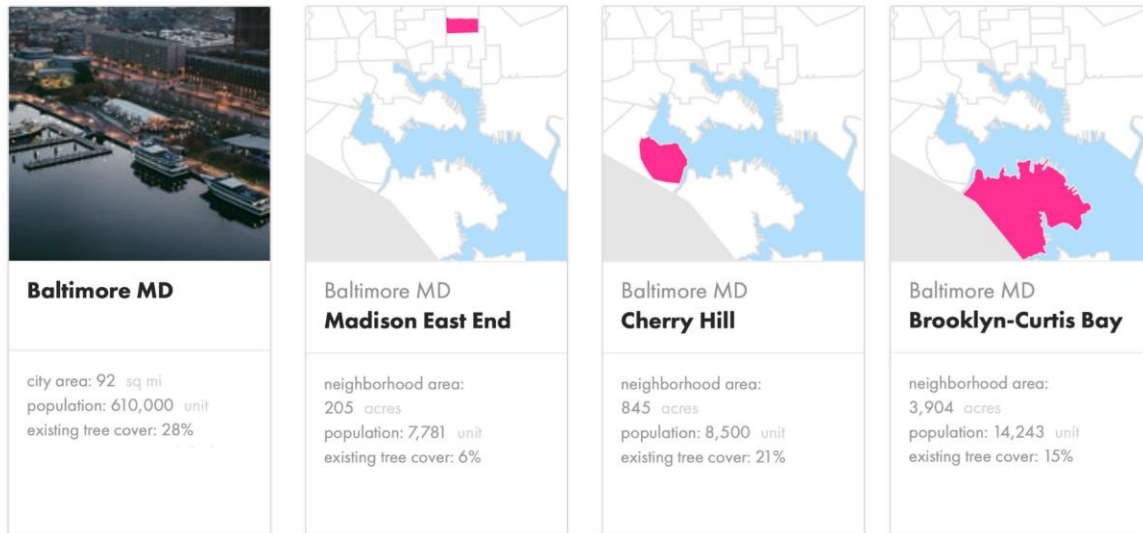 Baltimore MD
city area: 92 sq mi
population: 610,000 unit
existing tree cover: 28%
Baltimore MD
Madison East End
neighborhood area:
205 acres
population: 7,781 unit
existing tree cover: 6%
Baltimore MD
Cherry Hill
neighborhood area:
845 acres
population: 8,500 unit
existing tree cover: 21%
Baltimore MD
Brooklyn-Curtis Bay
neighborhood area:
3,904 acres
population: 14,243 unit
existing tree cover: 15%